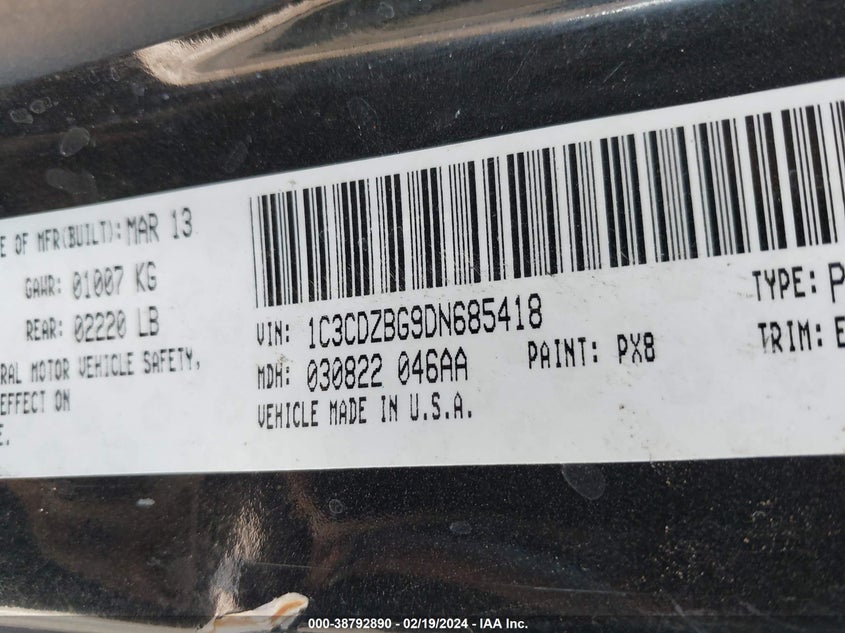 E OF MFR(BUILT): MAR 13
GAWR: 01007 KG
REAR: 02220 LB
RAL MOTOR VEHICLE SAFETY,
EFFECT ON
E.
VIN: 1C3CDZBG9DN685418
TYPE: P
MDH: 030822 046AA
PAINT: PX8
TRIM: E
VEHICLE MADE IN U.S.A.
000-38792890 - 02/19/2024 - IAA Inc.